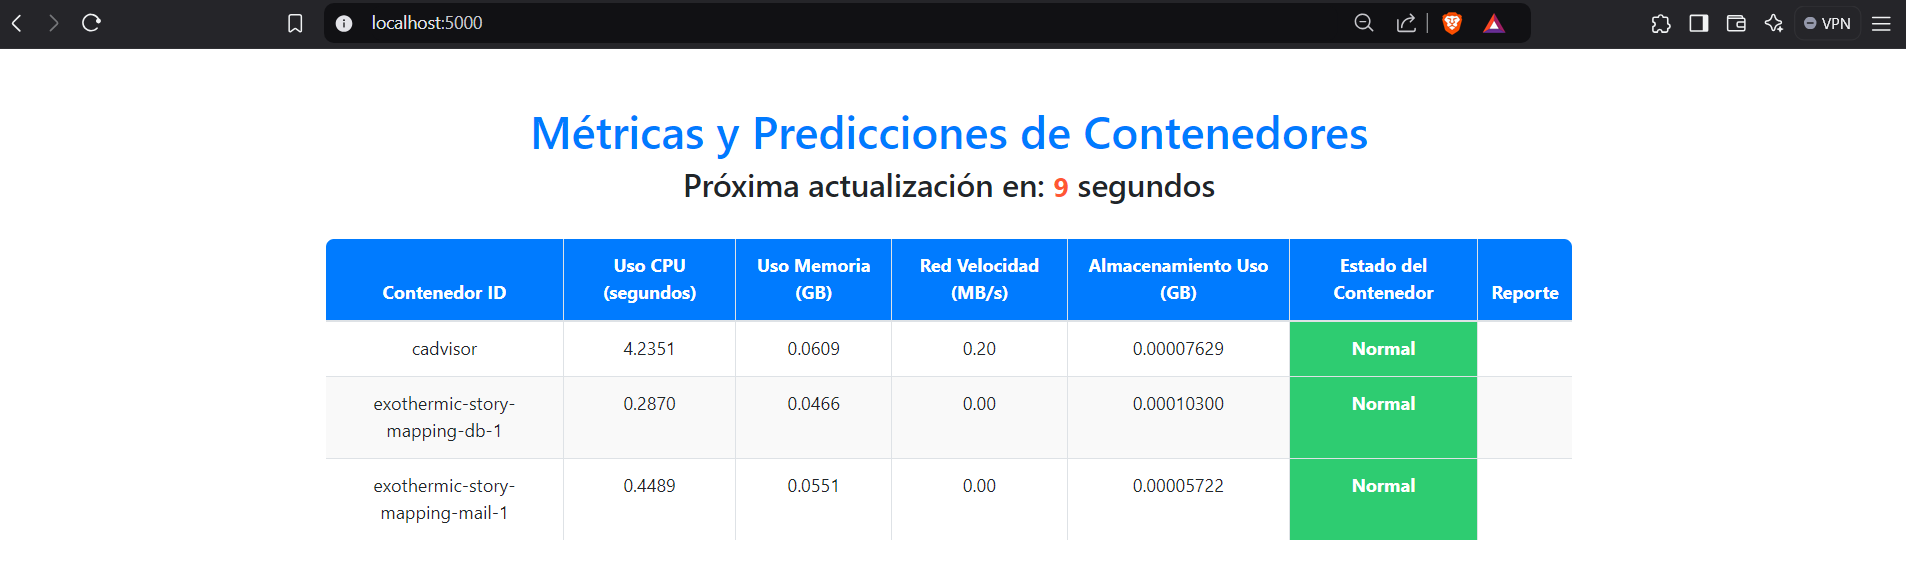 localhost:5000
VPN
Métricas y Predicciones de Contenedores
Próxima actualización en: 9 segundos
Contenedor ID
Uso CPU
(segundos)
Uso Memoria
(GB)
Red Velocidad
(MB/s)
Almacenamiento Uso
(GB)
Estado del
Contenedor
Reporte
cadvisor
4.2351
0.0609
0.20
0.00007629
Normal
exothermic-story-
mapping-db-1
0.2870
0.0466
0.00
0.00010300
Normal
exothermic-story-
mapping-mail-1
0.4489
0.0551
0.00
0.00005722
Normal